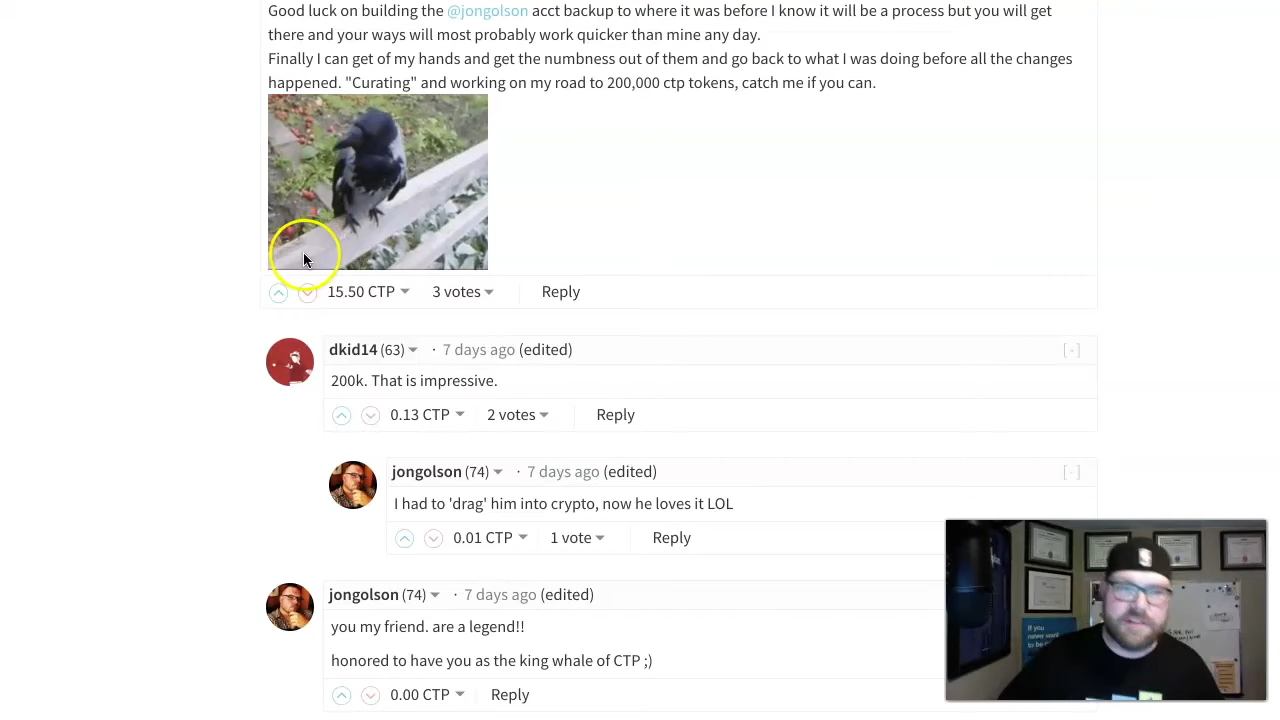 Good luck on building the @jongolson acct backup to where it was before I know it will be a process but you will get
there and your ways will most probably work quicker than mine any day.
Finally I can get of my hands and get the numbness out of them and go back to what I was doing before all the changes
happened. "Curating" and working on my road to 200,000 ctp tokens, catch me if you can.
15.50 CTP 3 votes Reply
dkid14 (63) · 7 days ago (edited) [-]
200k. That is impressive.
0.13 CTP 2 votes Reply
jongolson (74) · 7 days ago (edited) [-]
I had to 'drag' him into crypto, now he loves it LOL
0.01 CTP 1 vote Reply
jongolson (74) · 7 days ago (edited)
you my friend. are a legend!!
honored to have you as the king whale of CTP ;)
0.00 CTP Reply
If you
never want